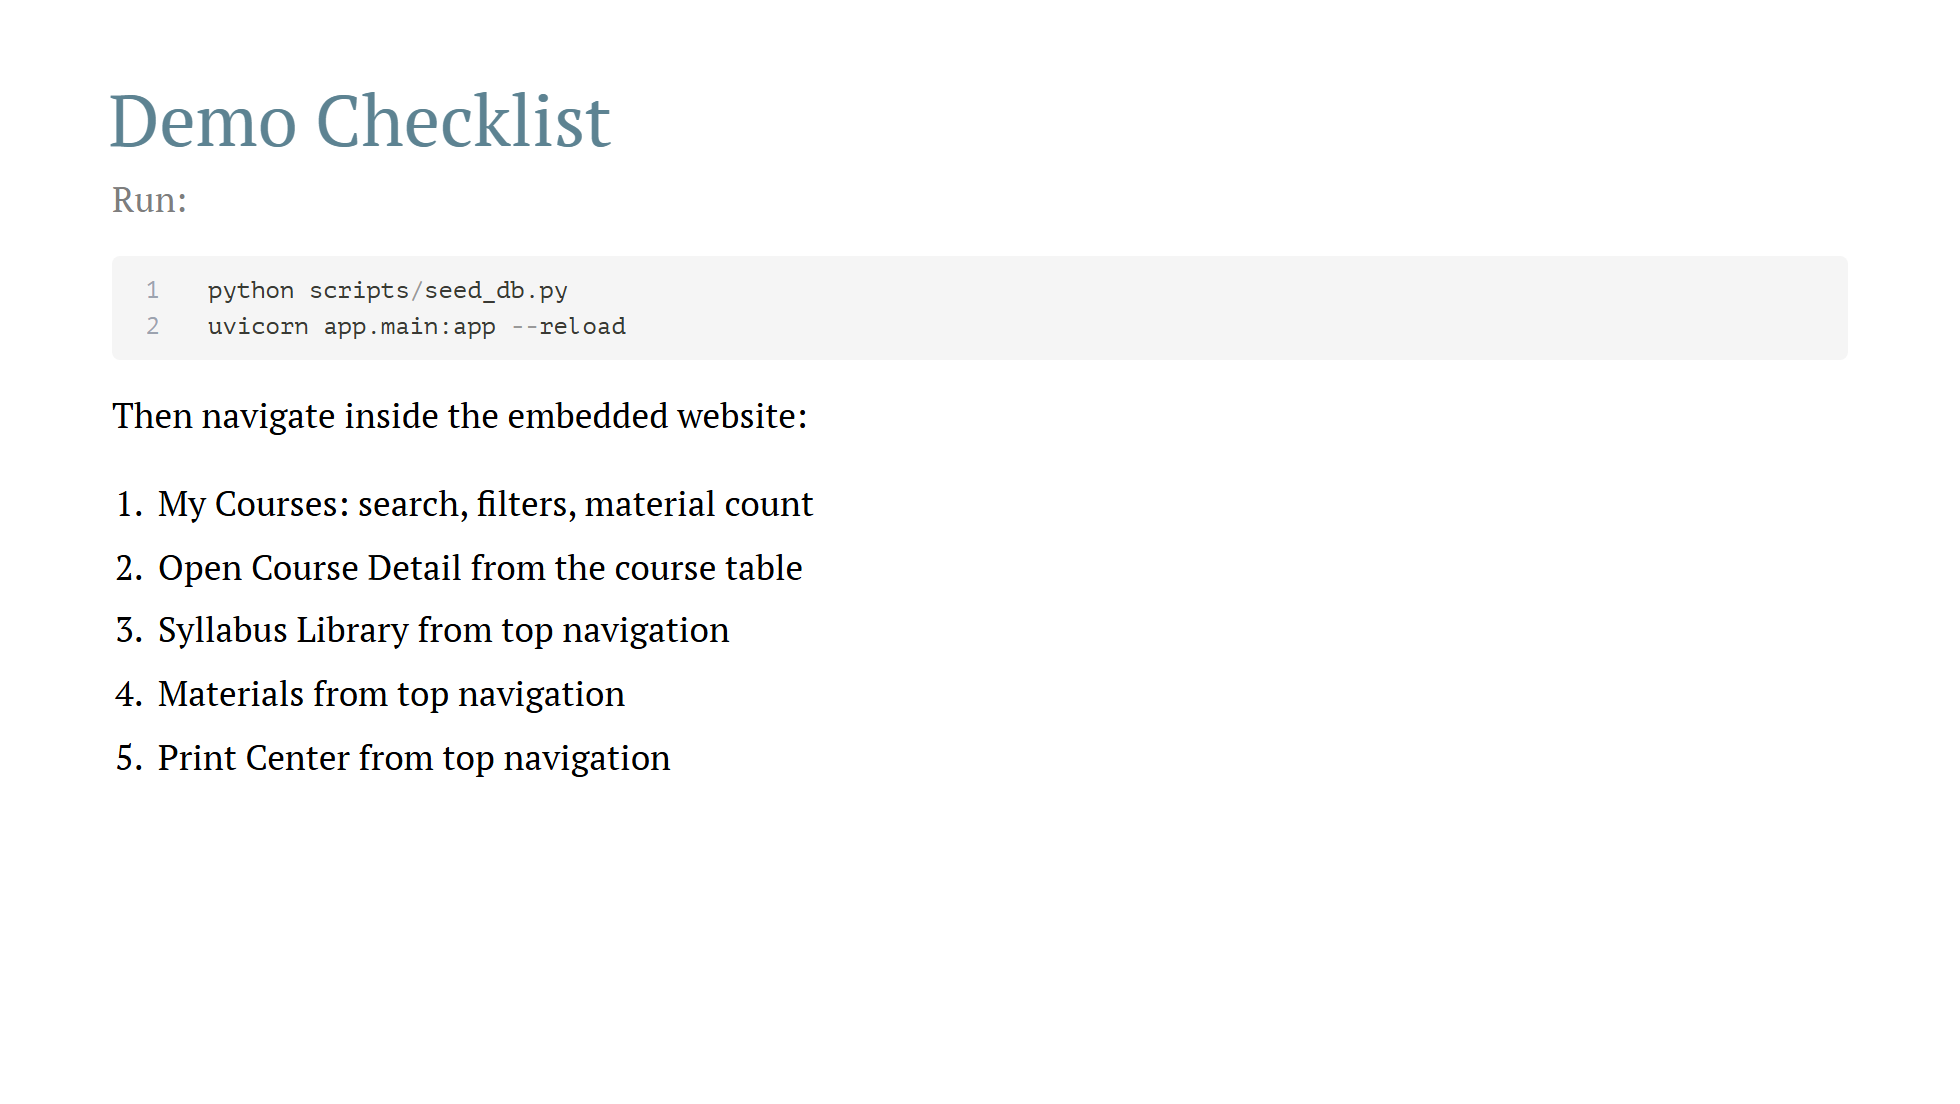 Demo Checklist
Run:
1 python scripts/seed_db.py
2 uvicorn app.main:app --reload
Then navigate inside the embedded website:
1. My Courses: search, filters, material count
2. Open Course Detail from the course table
3. Syllabus Library from top navigation
4. Materials from top navigation
5. Print Center from top navigation